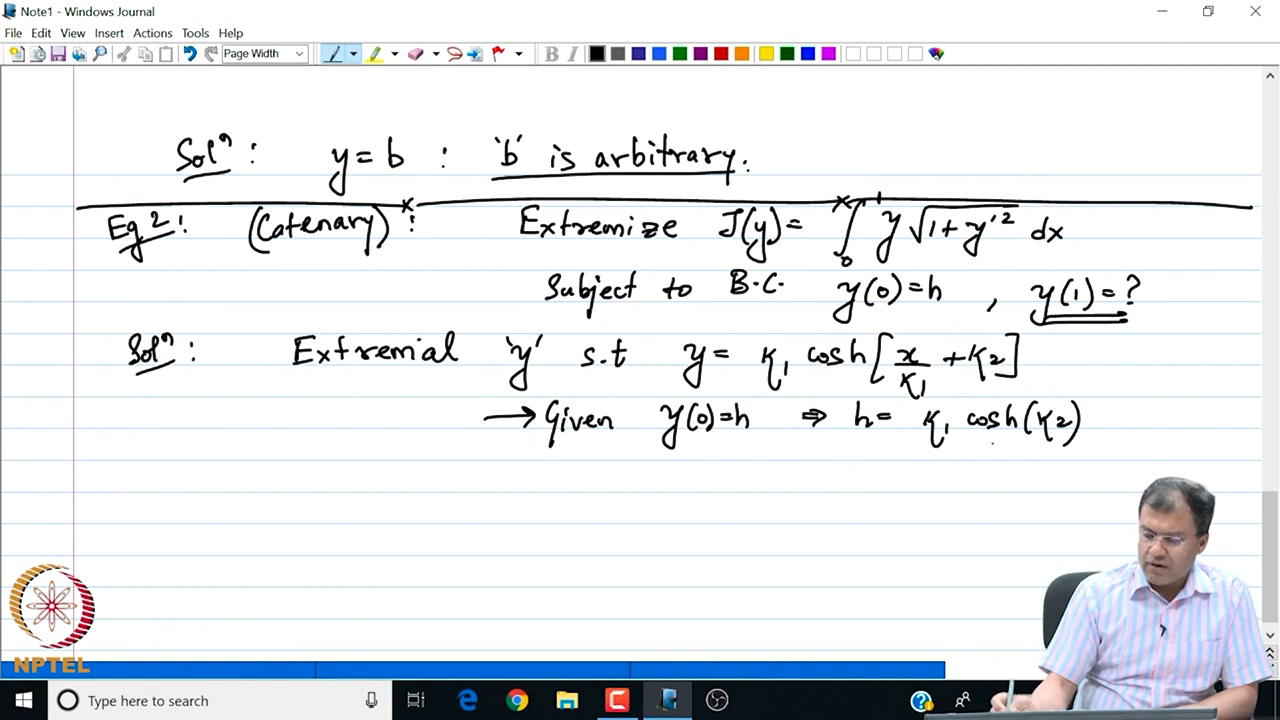 Note1 - Windows Journal
File Edit View Insert Actions Tools Help
Page Width
B I
Solⁿ : y = b : 'b' is arbitrary.
Eg 2: (Catenary) : Extremize J(y) = ∫₀¹ y √(1+y'²) dx
Subject to B.C. y(0)=h , y(1)=?
Solⁿ : Extremial 'y' s.t y = K₁ cosh[x/K₁ + K₂]
→ Given y(0)=h ⇒ h = K₁ cosh(K₂)
NPTEL
Type here to search